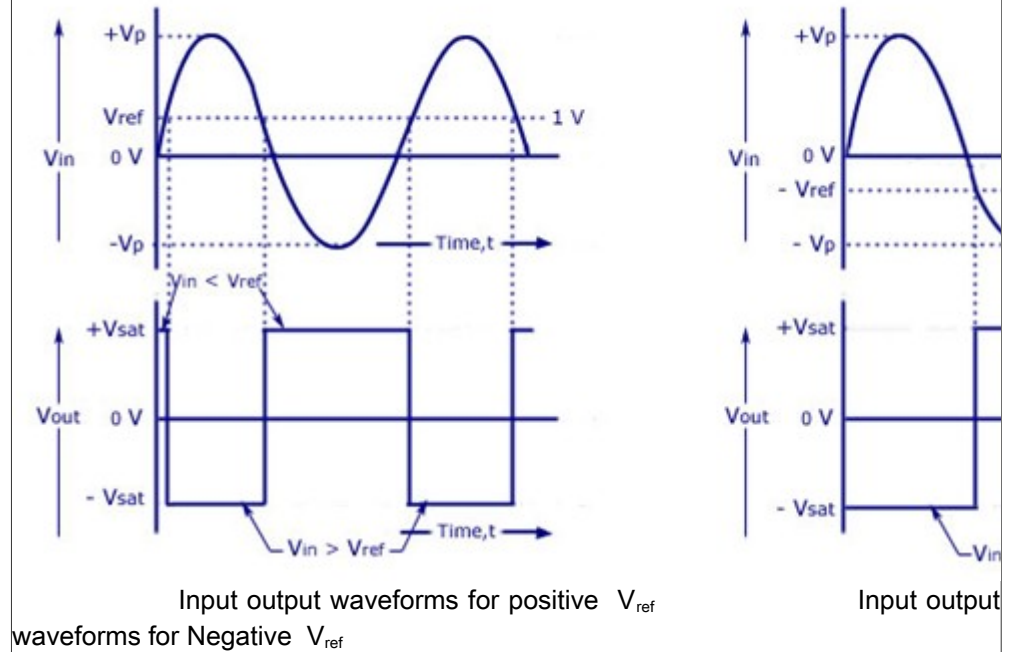 +Vp
Vref
1 V
Vin
0 V
-Vp
Time,t
Vin < Vref
+Vsat
Vout
0 V
- Vsat
Time,t
Vin > Vref
+Vp
Vin
0 V
- Vref
- Vp
+Vsat
Vout
0 V
- Vsat
Vin
Input output waveforms for positive Vref Input output
waveforms for Negative Vref